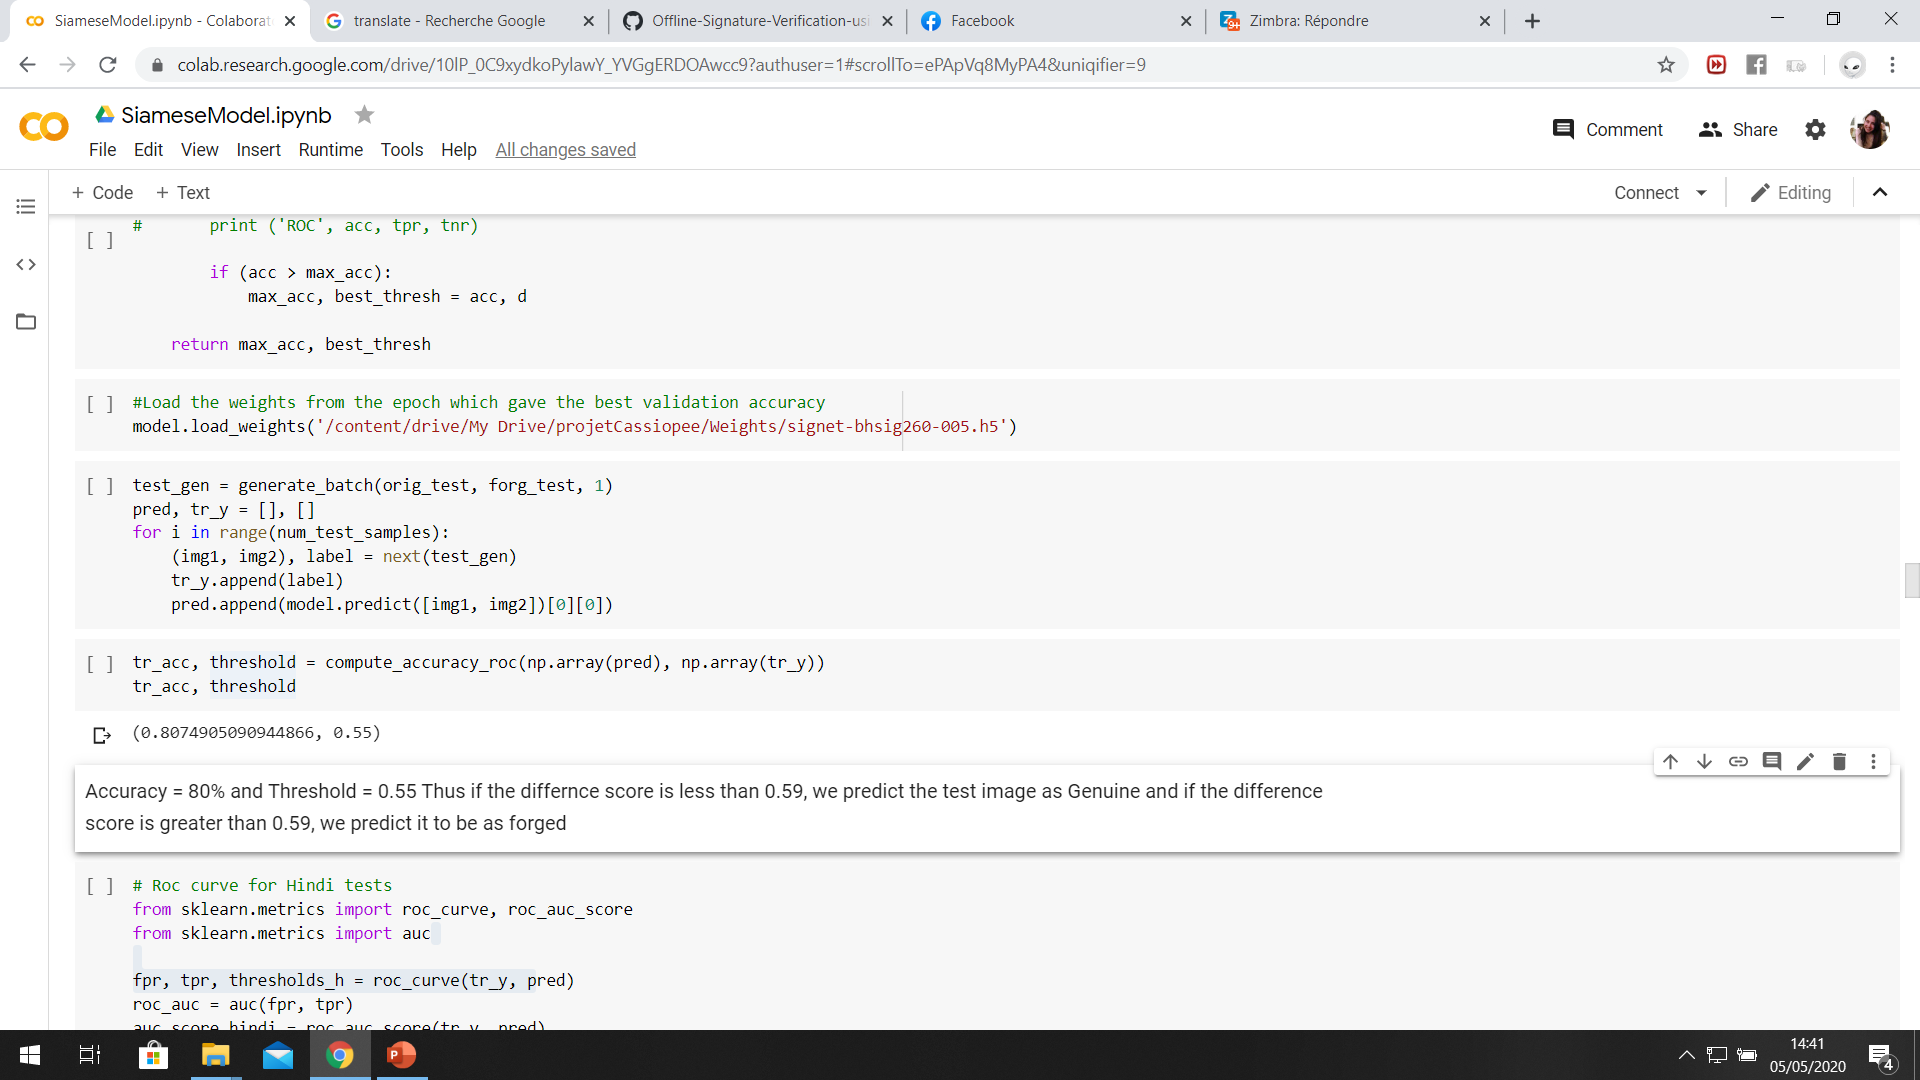 SiameseModel.ipynb - Colaborat
translate - Recherche Google
Offline-Signature-Verification-usi
Facebook
Zimbra: Répondre
colab.research.google.com/drive/10lP_0C9xydkoPylawY_YVGgERDOAwcc9?authuser=1#scrollTo=ePApVq8MyPA4&uniqifier=9
SiameseModel.ipynb
Comment
Share
File Edit View Insert Runtime Tools Help All changes saved
+ Code + Text
Connect
Editing
[ ]
#       print ('ROC', acc, tpr, tnr)
        if (acc > max_acc):
            max_acc, best_thresh = acc, d
    return max_acc, best_thresh
[ ] #Load the weights from the epoch which gave the best validation accuracy
model.load_weights('/content/drive/My Drive/projetCassiopee/Weights/signet-bhsig260-005.h5')
[ ] test_gen = generate_batch(orig_test, forg_test, 1)
pred, tr_y = [], []
for i in range(num_test_samples):
    (img1, img2), label = next(test_gen)
    tr_y.append(label)
    pred.append(model.predict([img1, img2])[0][0])
[ ] tr_acc, threshold = compute_accuracy_roc(np.array(pred), np.array(tr_y))
tr_acc, threshold
(0.8074905090944866, 0.55)
Accuracy = 80% and Threshold = 0.55 Thus if the differnce score is less than 0.59, we predict the test image as Genuine and if the difference
score is greater than 0.59, we predict it to be as forged
[ ] # Roc curve for Hindi tests
from sklearn.metrics import roc_curve, roc_auc_score
from sklearn.metrics import auc
fpr, tpr, thresholds_h = roc_curve(tr_y, pred)
roc_auc = auc(fpr, tpr)
auc_score_hindi = roc_auc_score(tr_y, pred)
14:41
05/05/2020
4